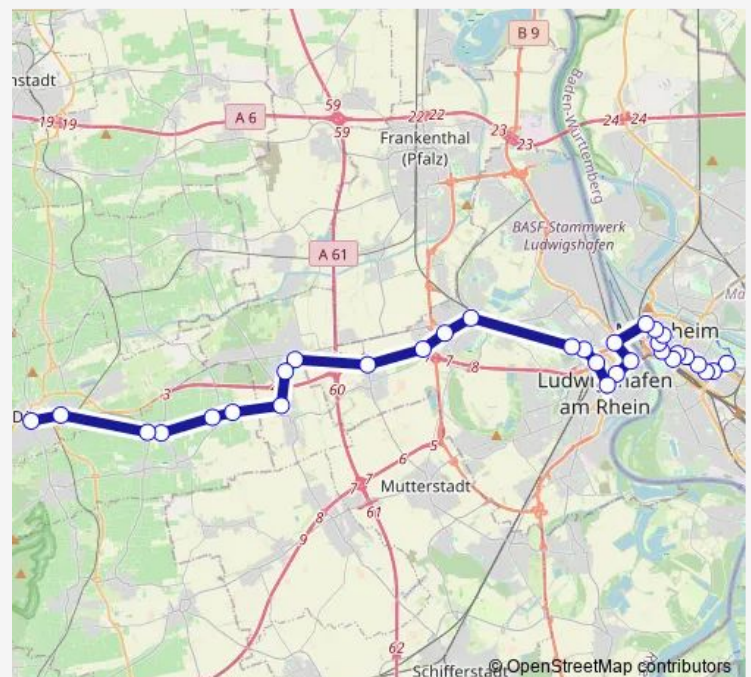 B 9
nstadt
59
A 6
22 22
24 24
19 19
59
23
23
Frankenthal
(Pfalz)
Baden-Württemberg
BASF Stammwerk
Ludwigshafen
A 61
Ma
heim
7
8
3
60
Ludwi
hafen
am Rhein
D
5
6
7
7
Mutterstadt
8
61
9
62
Schifferstadt
© OpenStreetMap contributors